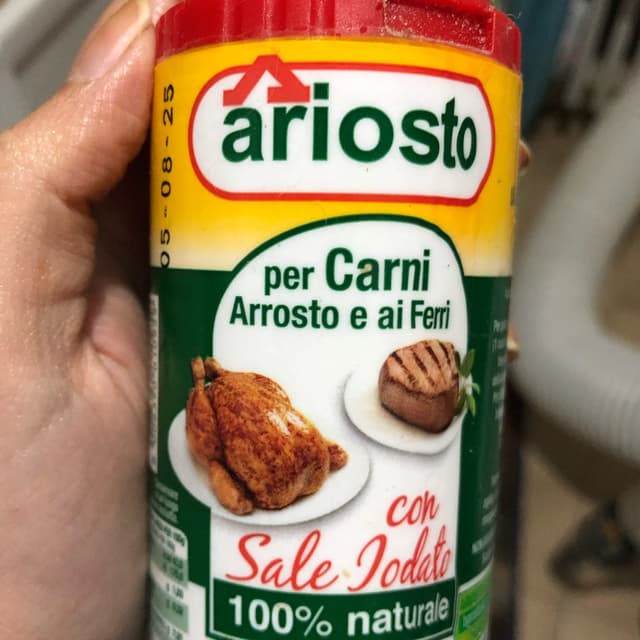 ariosto
05-08-25
per Carni
Arrosto e ai Ferri
con
Sale Iodato
100% naturale